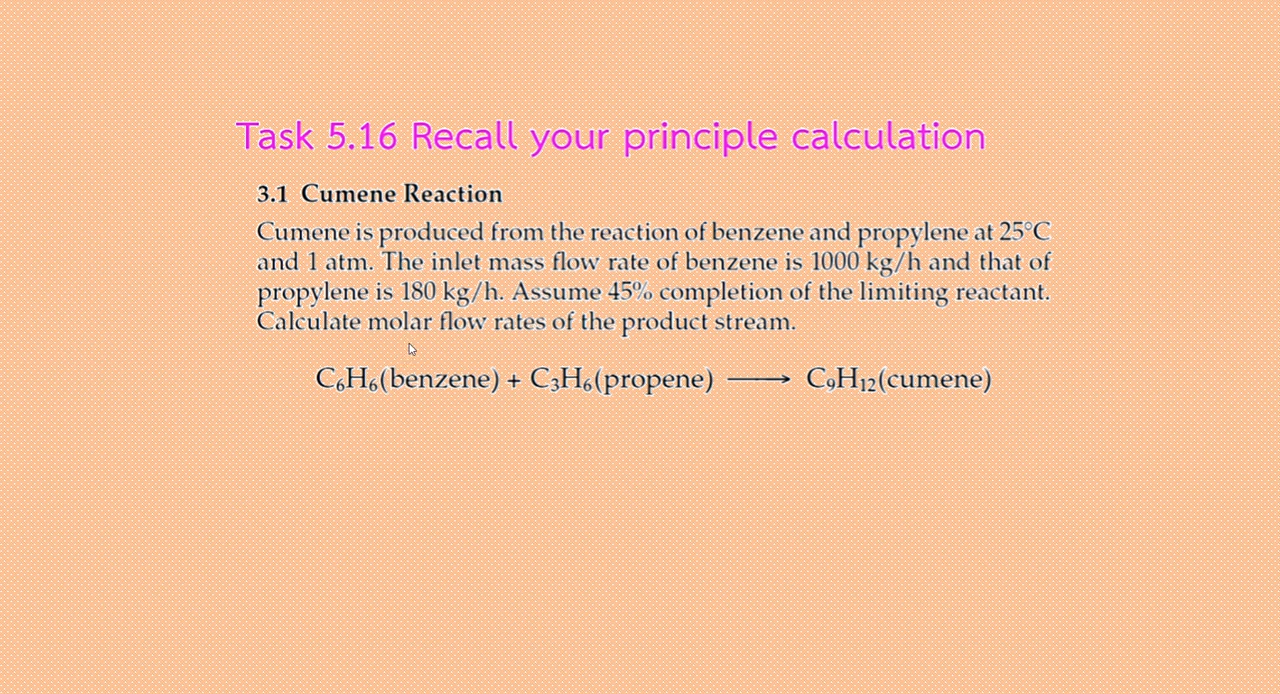 Task 5.16 Recall your principle calculation
3.1 Cumene Reaction
Cumene is produced from the reaction of benzene and propylene at 25°C
and 1 atm. The inlet mass flow rate of benzene is 1000 kg/h and that of
propylene is 180 kg/h. Assume 45% completion of the limiting reactant.
Calculate molar flow rates of the product stream.
C₆H₆(benzene) + C₃H₆(propene) ⟶ C₉H₁₂(cumene)